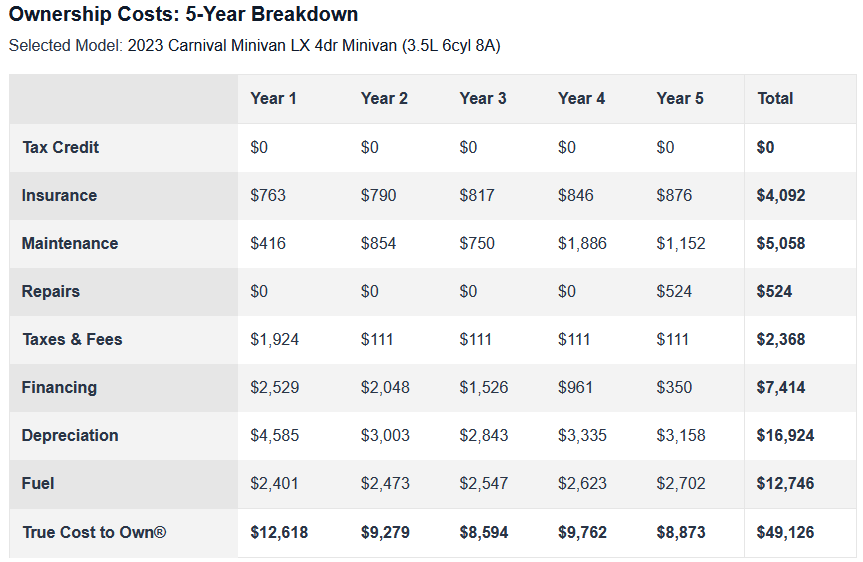 Ownership Costs: 5-Year Breakdown
Selected Model: 2023 Carnival Minivan LX 4dr Minivan (3.5L 6cyl 8A)
Year 1 Year 2 Year 3 Year 4 Year 5 Total
Tax Credit $0 $0 $0 $0 $0 $0
Insurance $763 $790 $817 $846 $876 $4,092
Maintenance $416 $854 $750 $1,886 $1,152 $5,058
Repairs $0 $0 $0 $0 $524 $524
Taxes & Fees $1,924 $111 $111 $111 $111 $2,368
Financing $2,529 $2,048 $1,526 $961 $350 $7,414
Depreciation $4,585 $3,003 $2,843 $3,335 $3,158 $16,924
Fuel $2,401 $2,473 $2,547 $2,623 $2,702 $12,746
True Cost to Own® $12,618 $9,279 $8,594 $9,762 $8,873 $49,126